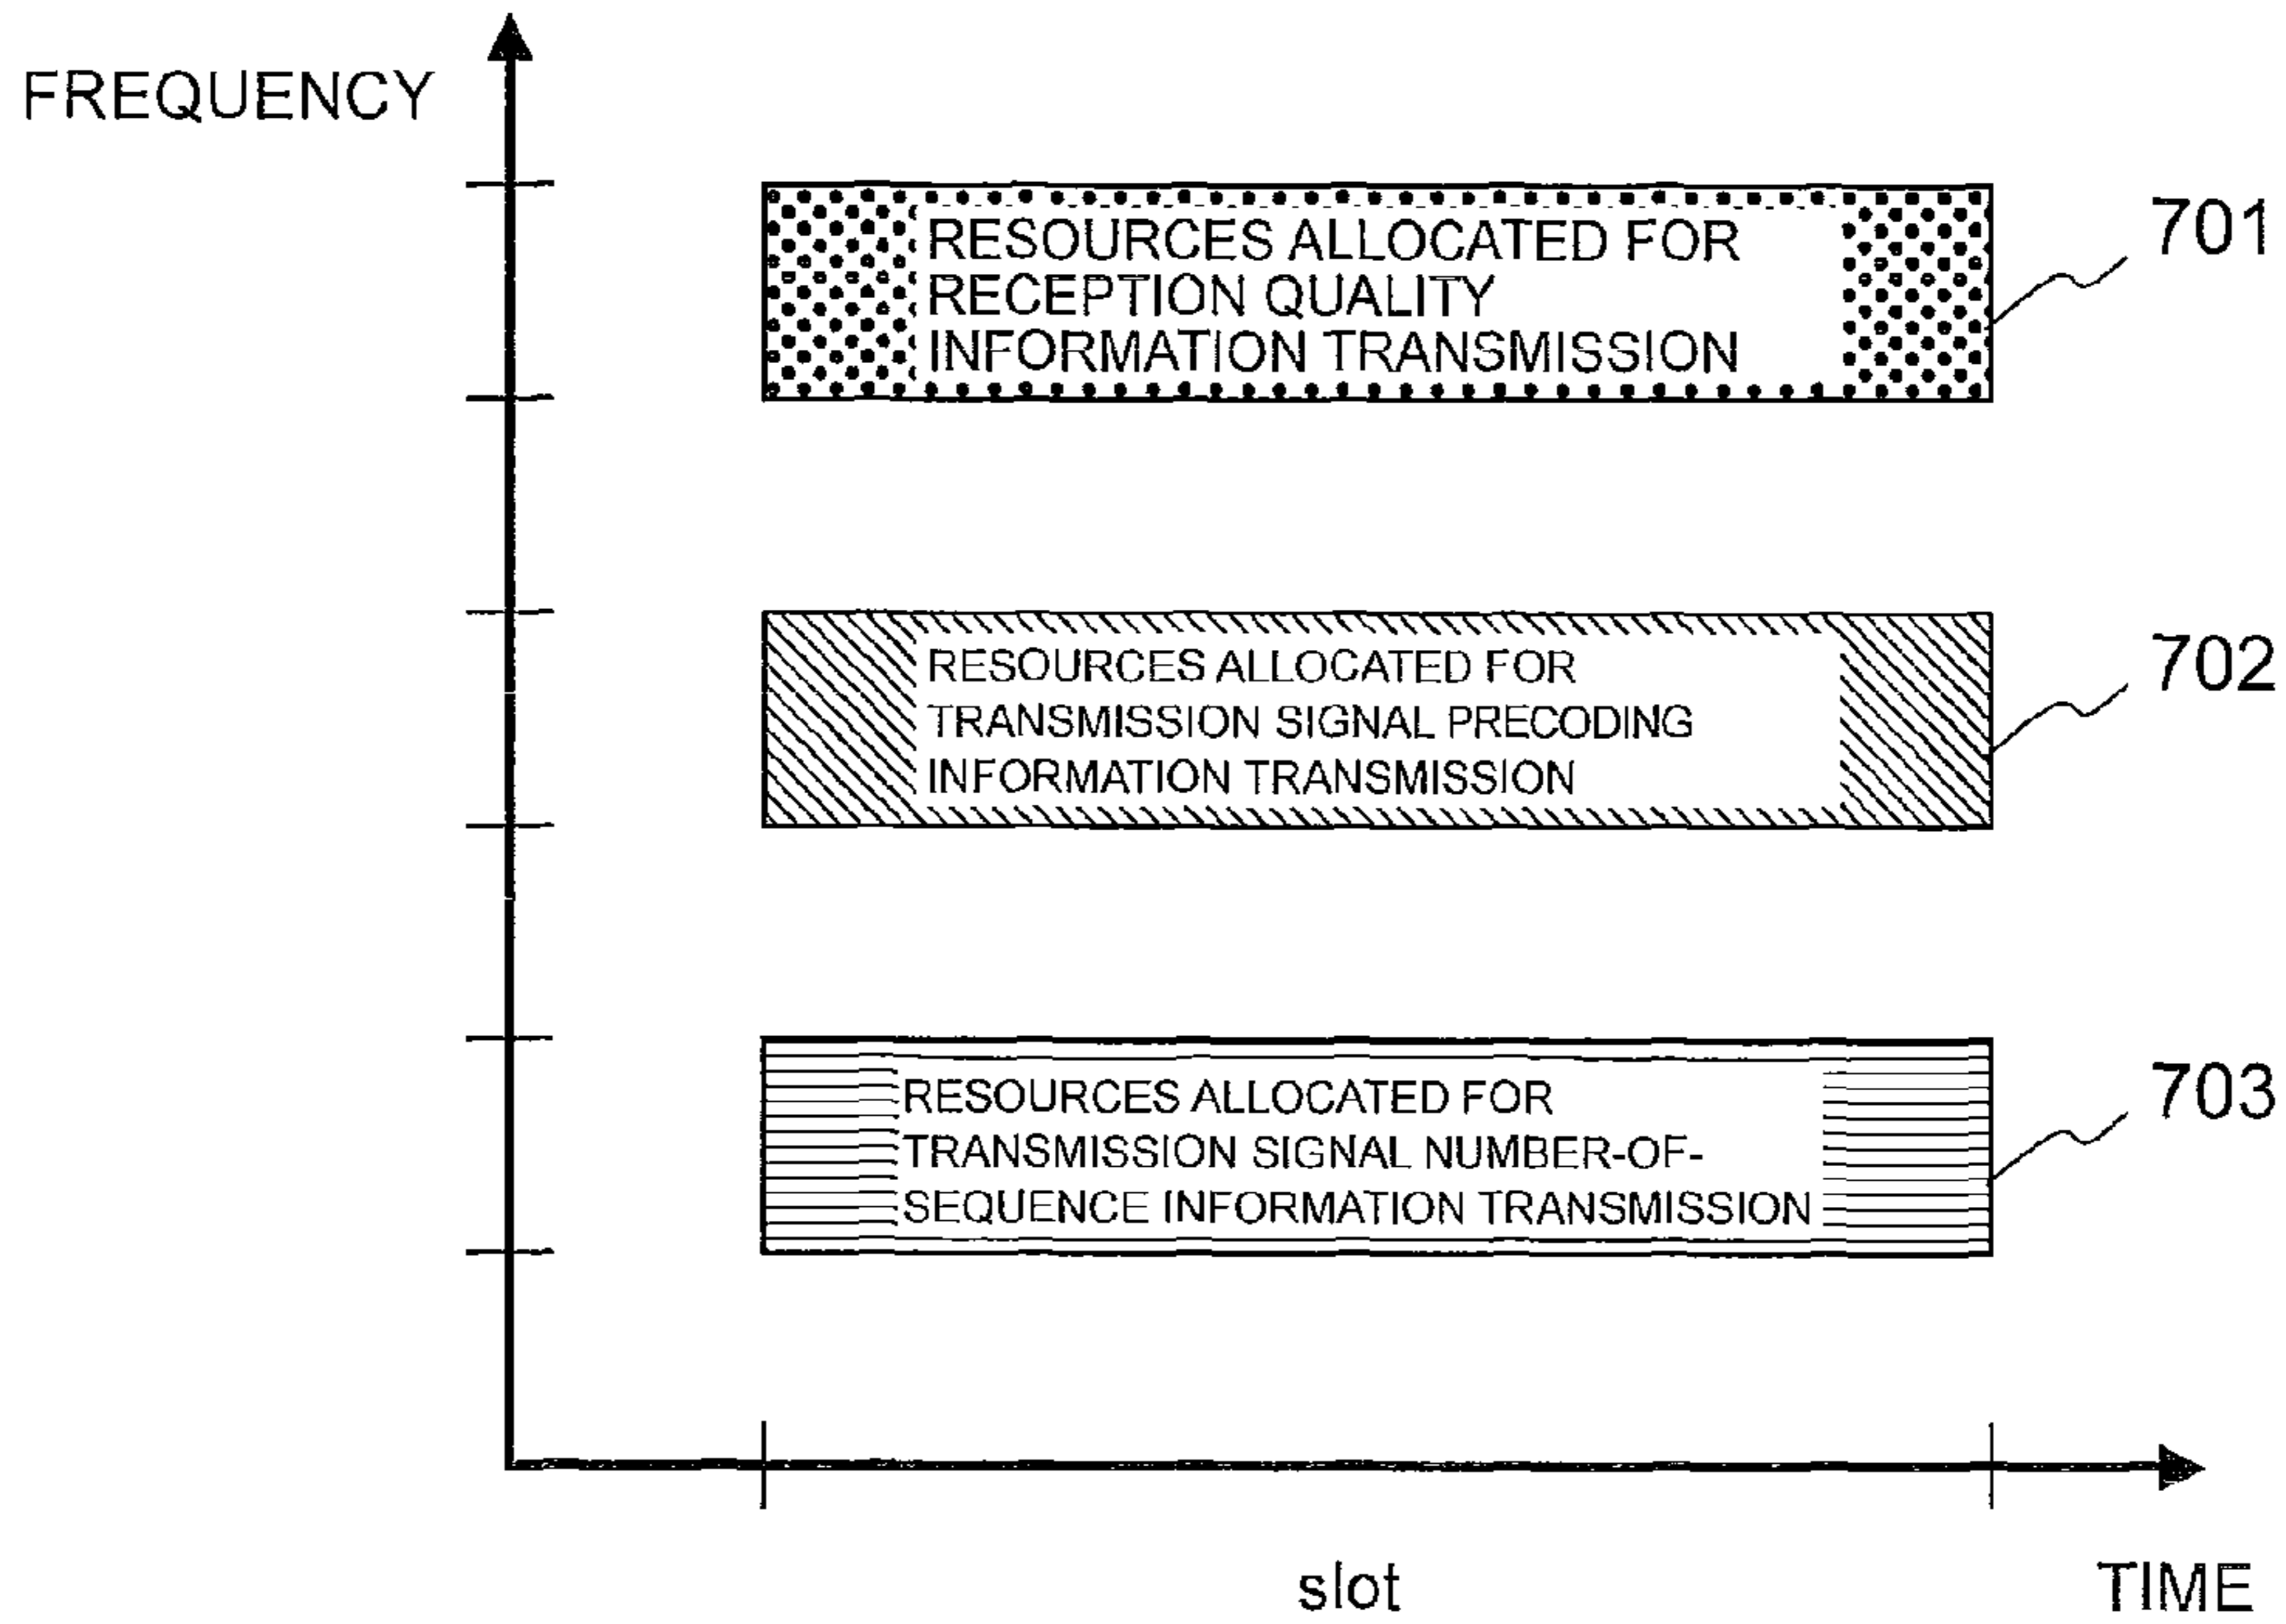 FREQUENCY
RESOURCES ALLOCATED FOR
RECEPTION QUALITY
INFORMATION TRANSMISSION
701
RESOURCES ALLOCATED FOR
TRANSMISSION SIGNAL PRECODING
INFORMATION TRANSMISSION
702
RESOURCES ALLOCATED FOR
TRANSMISSION SIGNAL NUMBER-OF-
SEQUENCE INFORMATION TRANSMISSION
703
slot
TIME